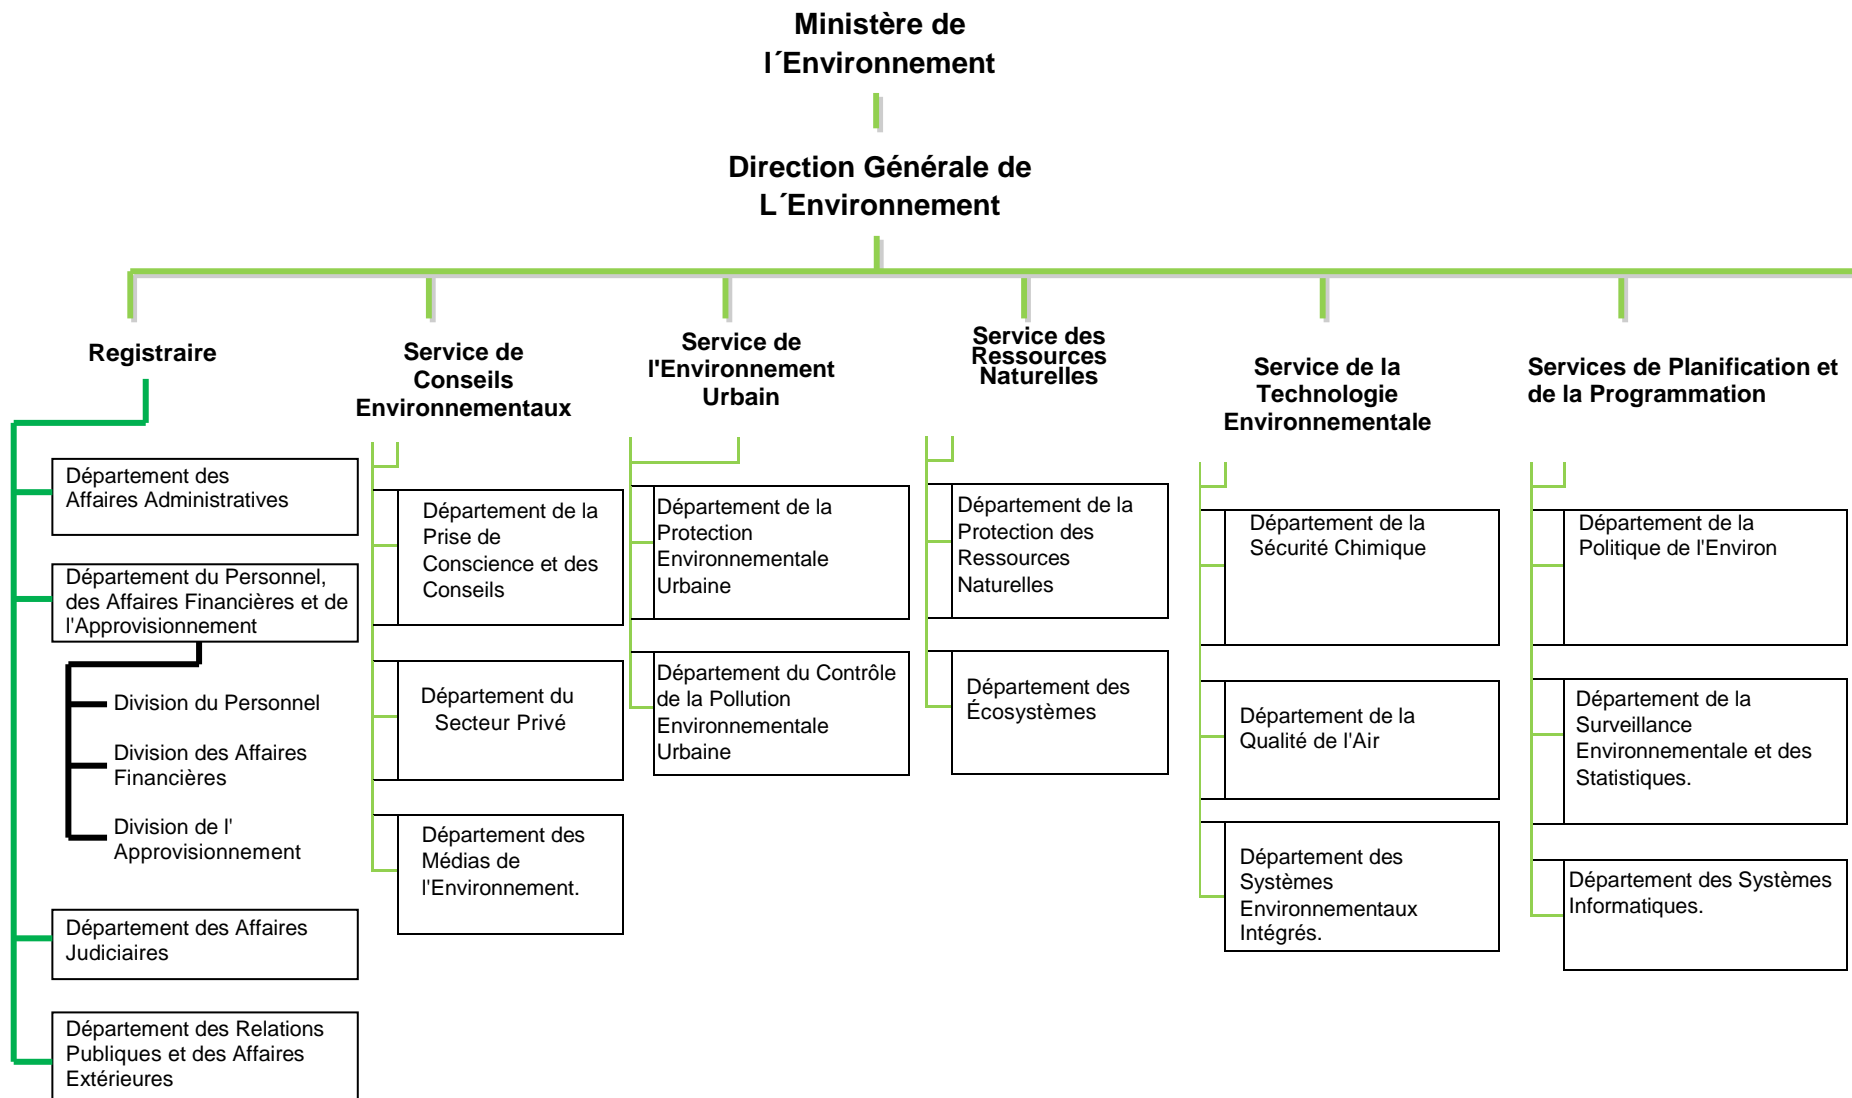 Ministère de
l´Environnement
Direction Générale de
L´Environnement
Registraire
Département des
Affaires Administratives
Département du Personnel,
des Affaires Financières et de
l'Approvisionnement
Division du Personnel
Division des Affaires
Financières
Division de l'
Approvisionnement
Département des Affaires
Judiciaires
Département des Relations
Publiques et des Affaires
Extérieures
Service de
Conseils
Environnementaux
Département de la
Prise de
Conscience et des
Conseils
Département du
Secteur Privé
Département des
Médias de
l'Environnement.
Service de
l'Environnement
Urbain
Département de la
Protection
Environnementale
Urbaine
Département du Contrôle
de la Pollution
Environnementale
Urbaine
Service des
Ressources
Naturelles
Département de la
Protection des
Ressources
Naturelles
Département des
Écosystèmes
Service de la
Technologie
Environnementale
Département de la
Sécurité Chimique
Département de la
Qualité de l'Air
Département des
Systèmes
Environnementaux
Intégrés.
Services de Planification et
de la Programmation
Département de la
Politique de l'Environ
Département de la
Surveillance
Environnementale et des
Statistiques.
Département des Systèmes
Informatiques.